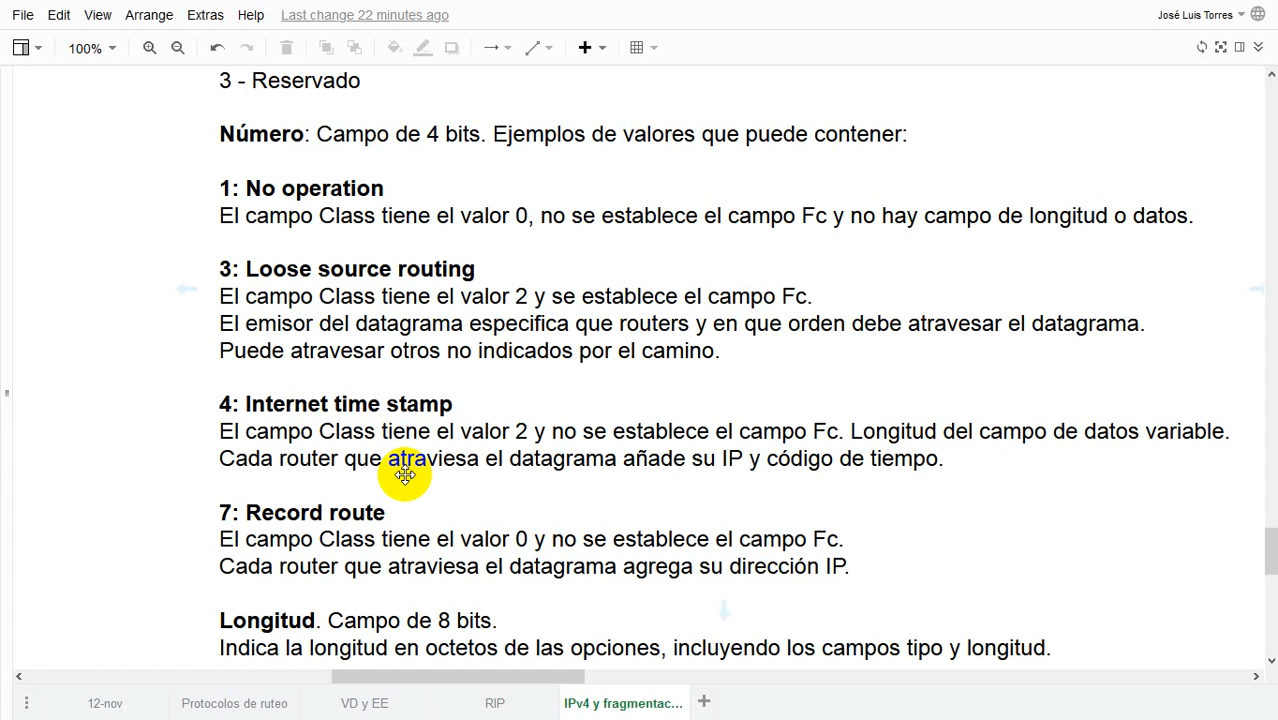 File Edit View Arrange Extras Help Last change 22 minutes ago José Luis Torres
100%
3 - Reservado
Número: Campo de 4 bits. Ejemplos de valores que puede contener:
1: No operation
El campo Class tiene el valor 0, no se establece el campo Fc y no hay campo de longitud o datos.
3: Loose source routing
El campo Class tiene el valor 2 y se establece el campo Fc.
El emisor del datagrama especifica que routers y en que orden debe atravesar el datagrama.
Puede atravesar otros no indicados por el camino.
4: Internet time stamp
El campo Class tiene el valor 2 y no se establece el campo Fc. Longitud del campo de datos variable.
Cada router que atraviesa el datagrama añade su IP y código de tiempo.
7: Record route
El campo Class tiene el valor 0 y no se establece el campo Fc.
Cada router que atraviesa el datagrama agrega su dirección IP.
Longitud. Campo de 8 bits.
Indica la longitud en octetos de las opciones, incluyendo los campos tipo y longitud.
12-nov Protocolos de ruteo VD y EE RIP IPv4 y fragmentac...